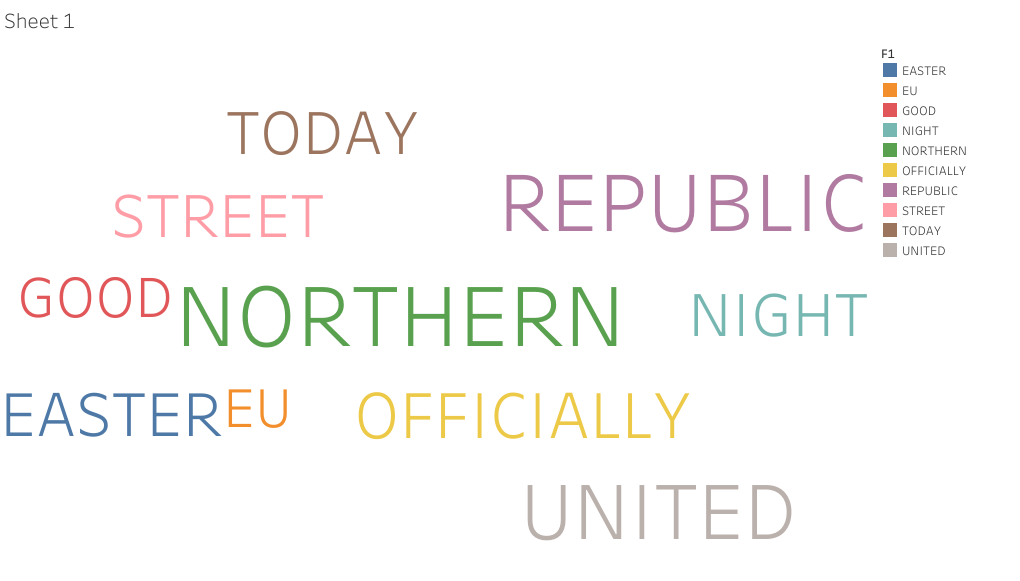 Sheet 1
TODAY
STREET
REPUBLIC
GOOD
NORTHERN
NIGHT
EASTER
EU
OFFICIALLY
UNITED
F1
EASTER
EU
GOOD
NIGHT
NORTHERN
OFFICIALLY
REPUBLIC
STREET
TODAY
UNITED